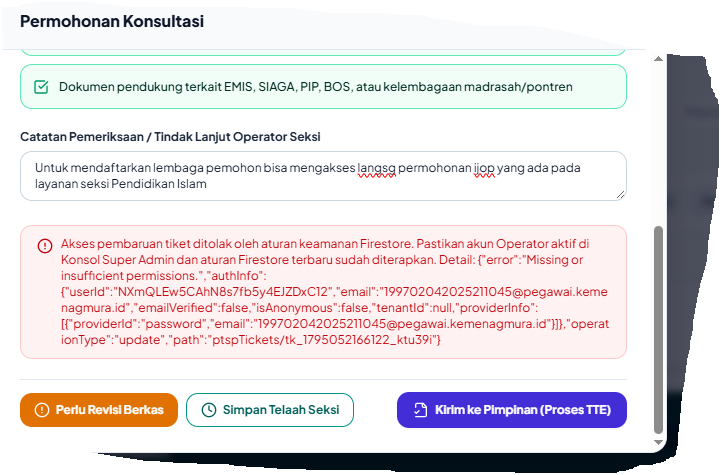 Permohonan Konsultasi
Dokumen pendukung terkait EMIS, SIAGA, PIP, BOS, atau kelembagaan madrasah/pontren
Catatan Pemeriksaan / Tindak Lanjut Operator Seksi
Untuk mendaftarkan lembaga pemohon bisa mengakses langsg permohonan ijop yang ada pada
layanan seksi Pendidikan Islam
Akses pembaruan tiket ditolak oleh aturan keamanan Firestore. Pastikan akun Operator aktif di
Konsol Super Admin dan aturan Firestore terbaru sudah diterapkan. Detail: {"error":"Missing or
insufficient permissions.","authInfo":
{"userId":"NXmQLEw5CAhN8s7fb5y4EJZDxC12","email":"199702042025211045@pegawai.keme
nagmura.id","emailVerified":false,"isAnonymous":false,"tenantId":null,"providerInfo":
[{"providerId":"password","email":"199702042025211045@pegawai.kemenagmura.id"}]},"operat
ionType":"update","path":"ptspTickets/tk_1795052166122_ktu39i"}
Perlu Revisi Berkas
Simpan Telaah Seksi
Kirim ke Pimpinan (Proses TTE)